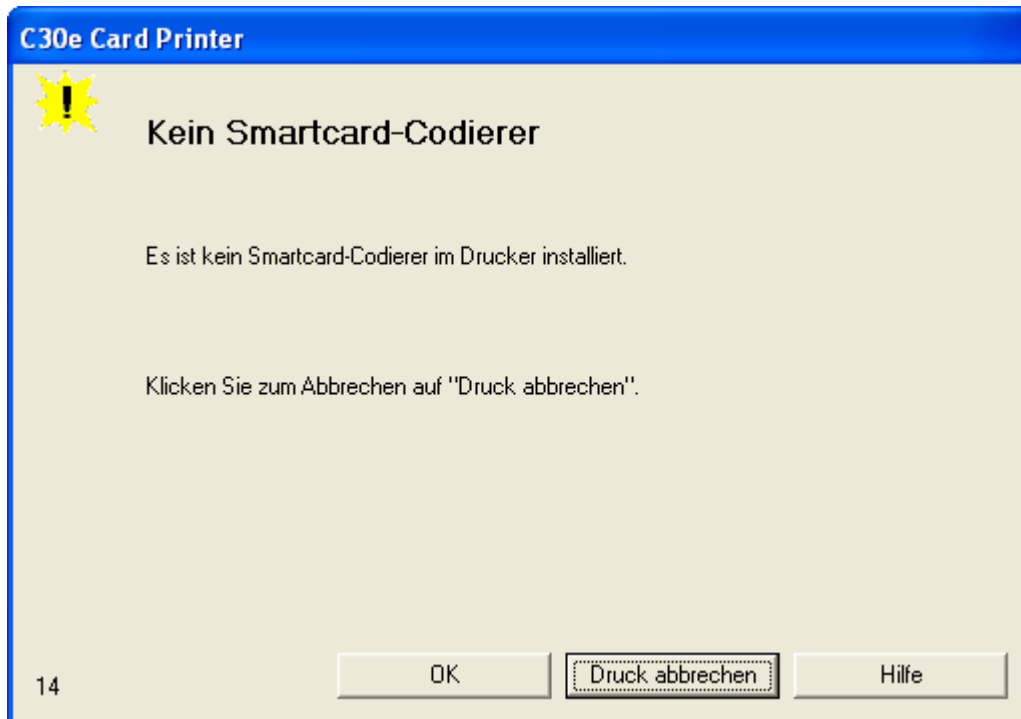 C30e Card Printer
Kein Smartcard-Codierer
Es ist kein Smartcard-Codierer im Drucker installiert.
Klicken Sie zum Abbrechen auf "Druck abbrechen".
14
OK
Druck abbrechen
Hilfe